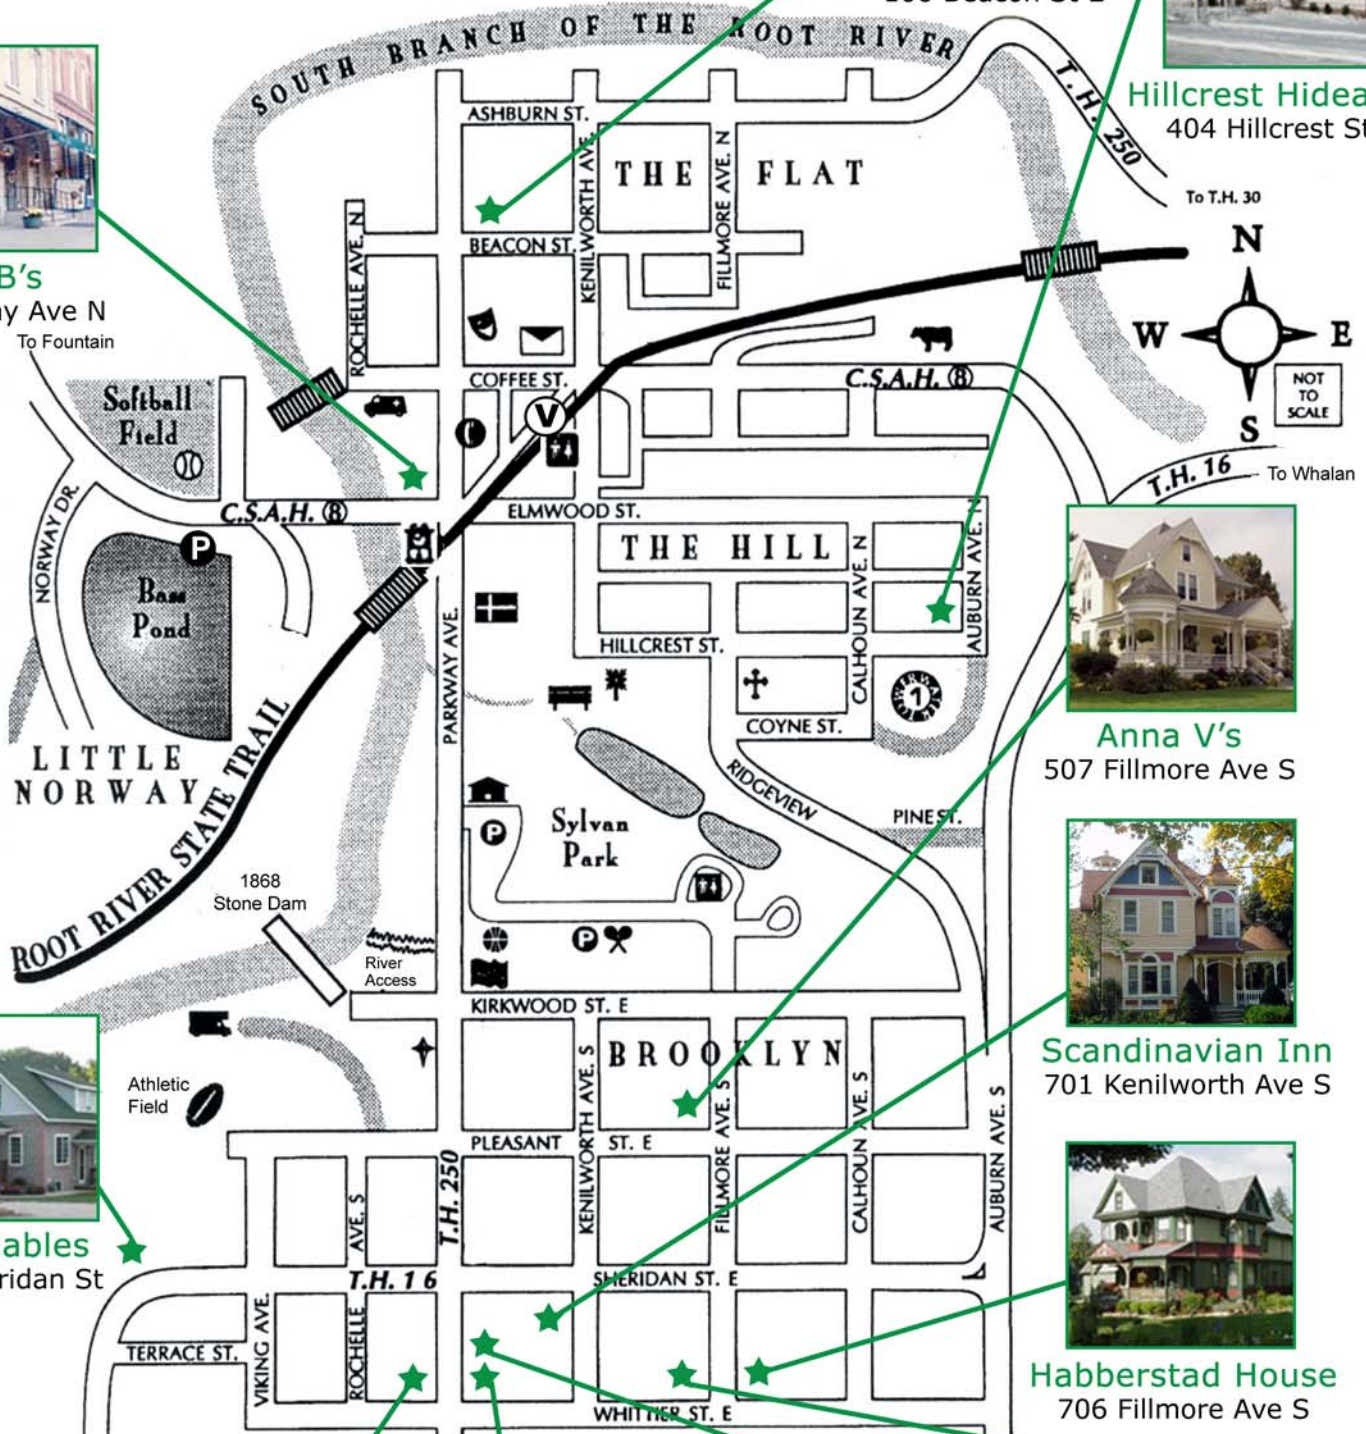 SOUTH BRANCH OF THE ROOT RIVER
T.H. 250
Hillcrest
404 Hillcrest
ASHBURN ST.
KENILWORTH AVE.
THE FLAT
FILLMORE AVE. N
To T.H. 30
N
W E
S
NOT
TO
SCALE
B's
Ave N
To Fountain
ROCHELLE AVE. N
BEACON ST.
Softball
Field
COFFEE ST.
V
C.S.A.H. 8
T.H. 16
To Whalan
NORWAY DR.
C.S.A.H. 8
ELMWOOD ST.
P
Bass
Pond
THE HILL
CALHOUN AVE. N
AUBURN AVE. N
HILLCREST ST.
PARKWAY AVE.
1
COYNE ST.
LITTLE
NORWAY
ROOT RIVER STATE TRAIL
RIDGEVIEW
Anna V's
507 Fillmore Ave S
PINE ST.
Sylvan
Park
P
1868
Stone Dam
River
Access
P
KIRKWOOD ST. E
BROOKLYN
Scandinavian Inn
701 Kenilworth Ave S
Athletic
Field
KENILWORTH AVE. S
FILLMORE AVE. S
CALHOUN AVE. S
AUBURN AVE. S
PLEASANT ST. E
T.H. 250
AVE. S
ROCHELLE
T.H. 16
SHERIDAN ST. E
TERRACE ST.
VIKING AVE.
WHITTIER ST. E
Habberstad House
706 Fillmore Ave S